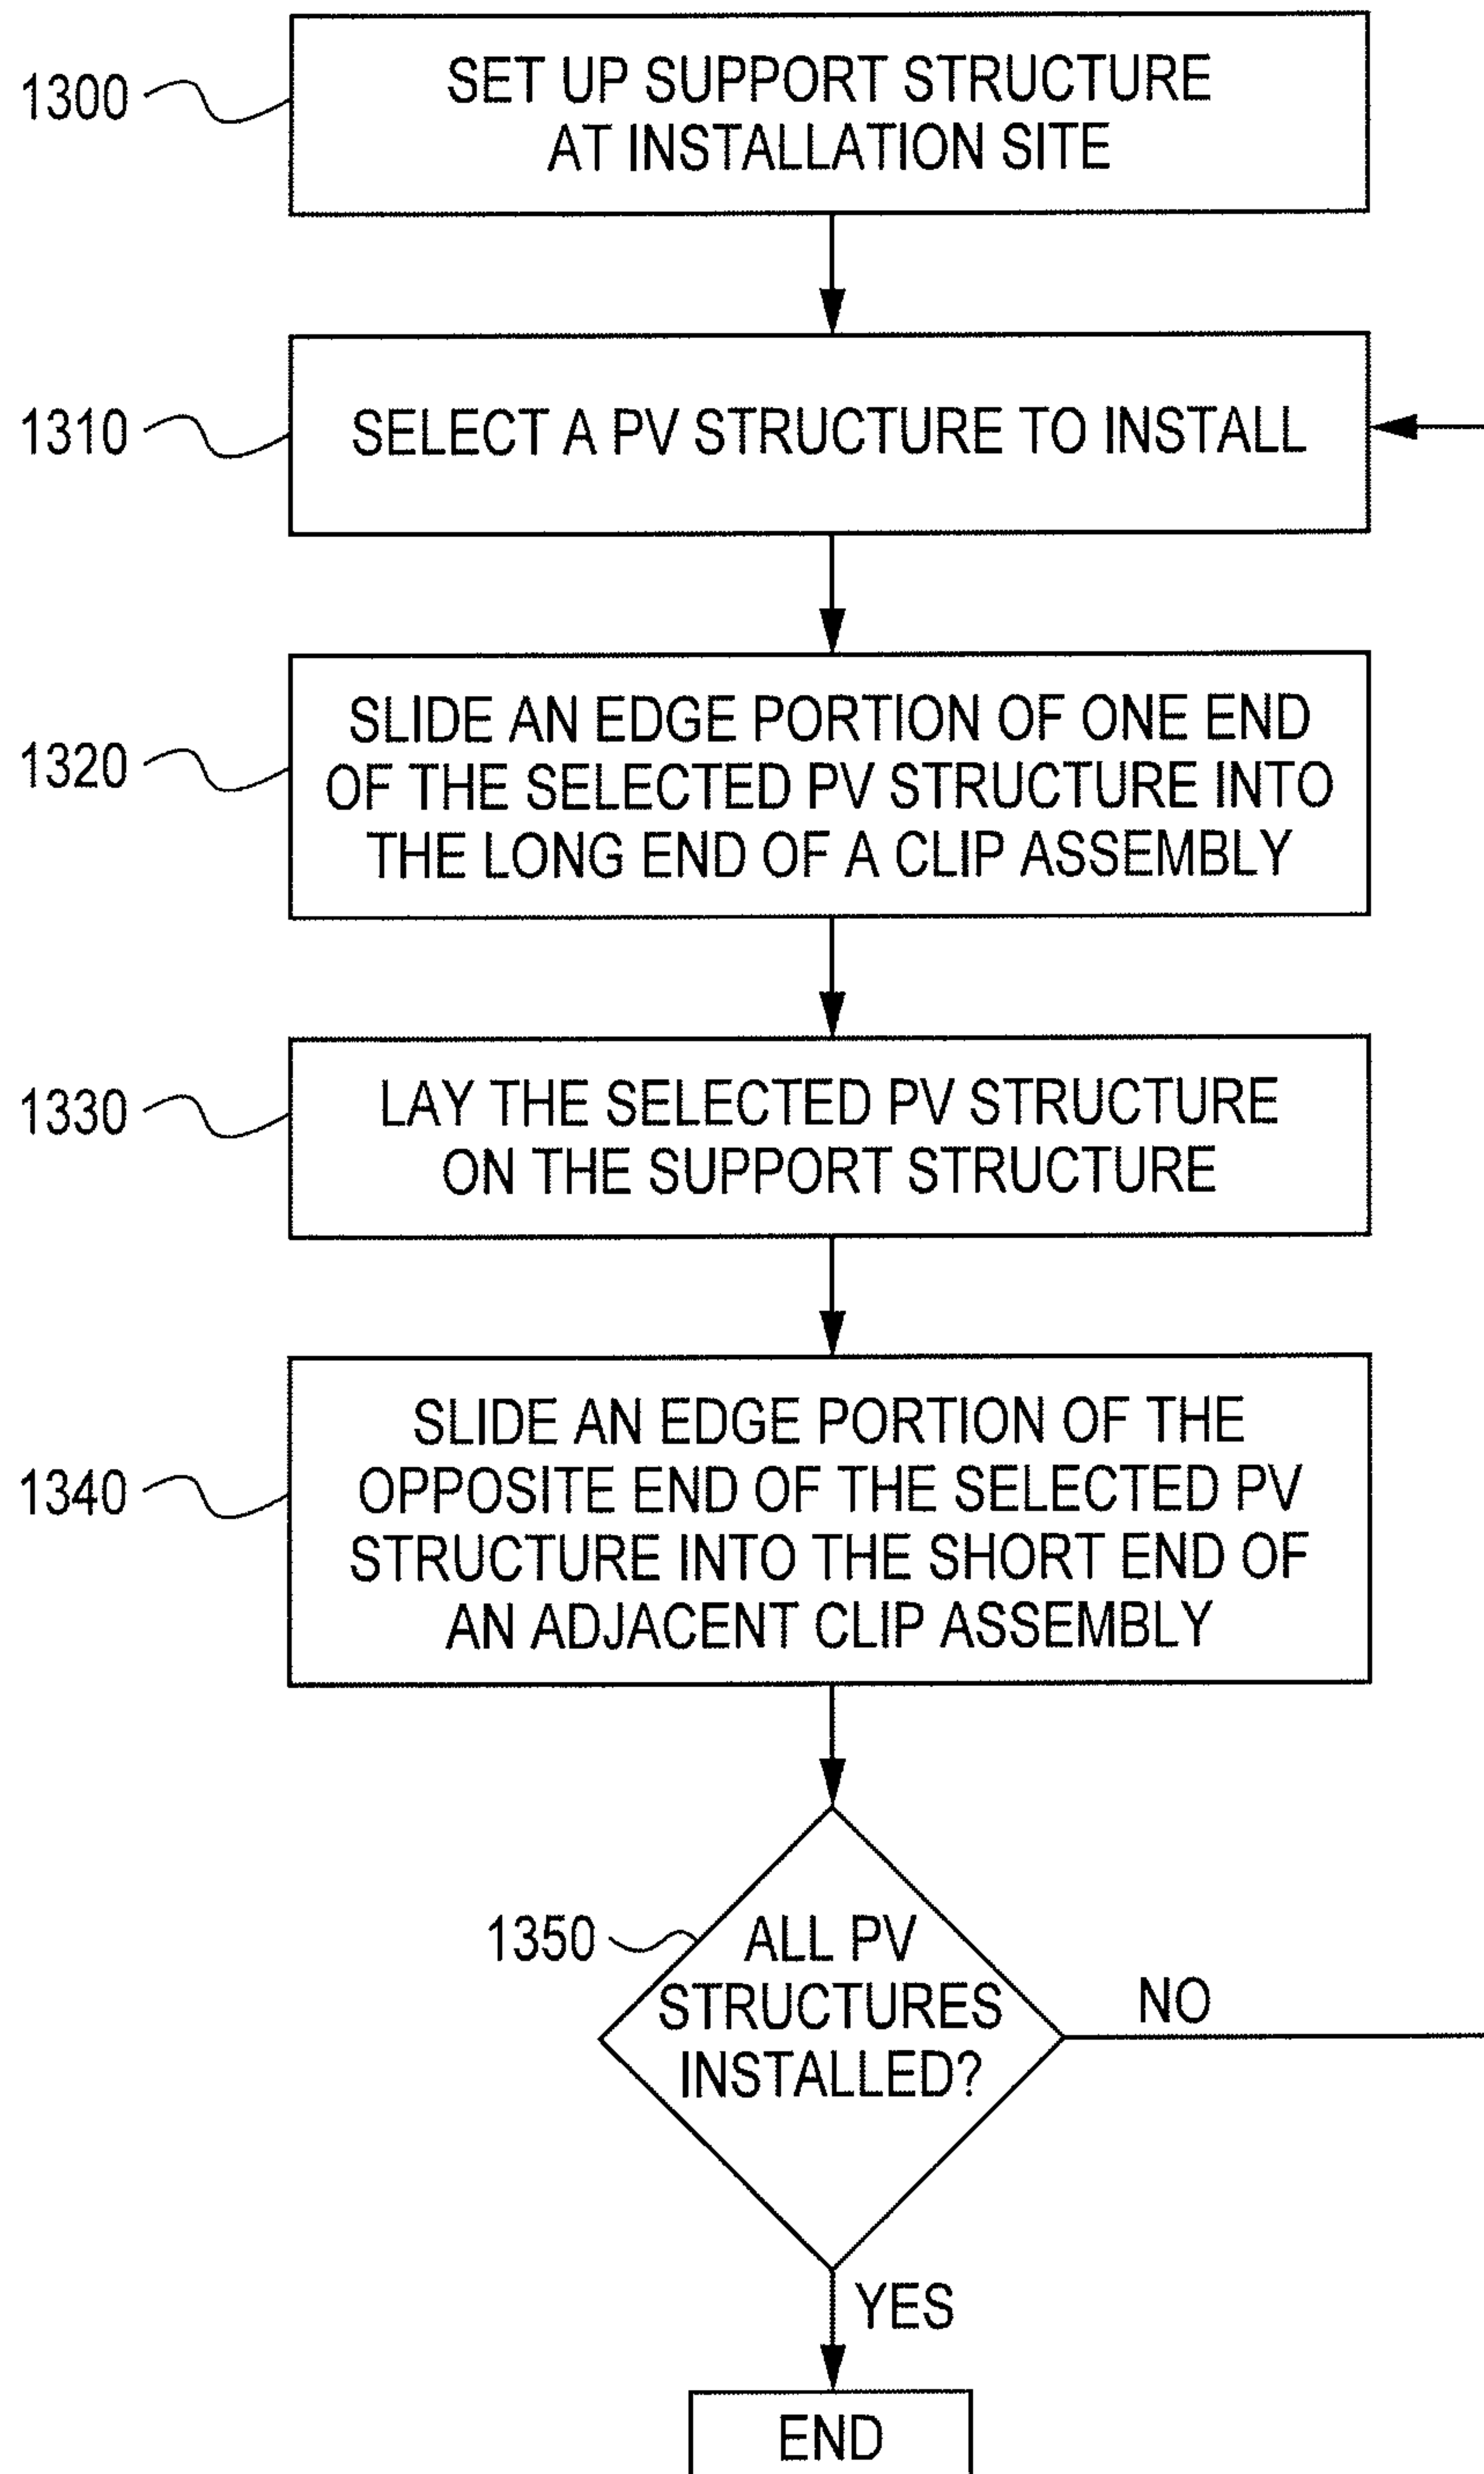 1300
SET UP SUPPORT STRUCTURE
AT INSTALLATION SITE
1310
SELECT A PV STRUCTURE TO INSTALL
1320
SLIDE AN EDGE PORTION OF ONE END
OF THE SELECTED PV STRUCTURE INTO
THE LONG END OF A CLIP ASSEMBLY
1330
LAY THE SELECTED PV STRUCTURE
ON THE SUPPORT STRUCTURE
1340
SLIDE AN EDGE PORTION OF THE
OPPOSITE END OF THE SELECTED PV
STRUCTURE INTO THE SHORT END OF
AN ADJACENT CLIP ASSEMBLY
1350
ALL PV
STRUCTURES
INSTALLED?
NO
YES
END